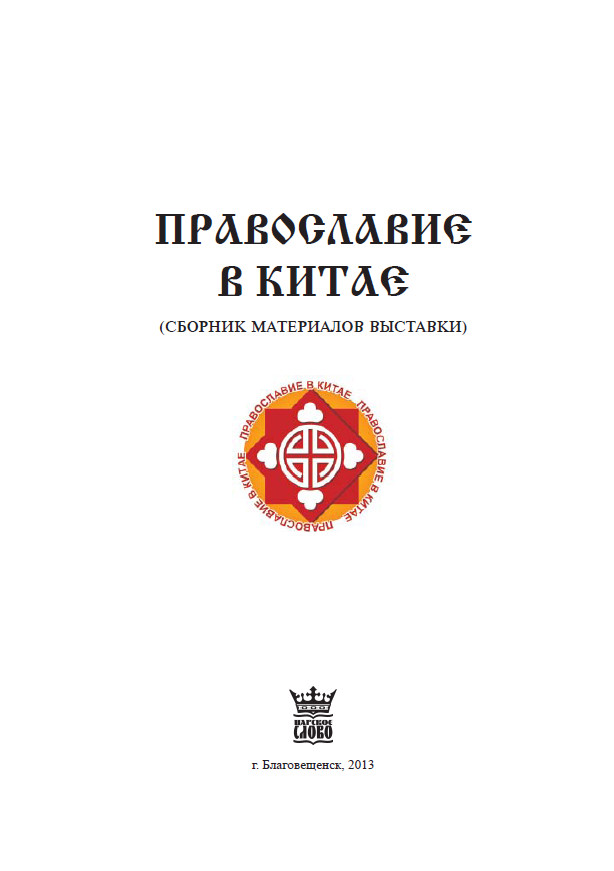 ПРАВОСЛАВИЕ
В КИТАЕ
(СБОРНИК МАТЕРИАЛОВ ВЫСТАВКИ)
ПРАВОСЛАВИЕ В КИТАЕ ПРАВОСЛАВИЕ В КИТАЕ ПРАВОСЛАВИЕ В КИТАЕ
ЦАРСКОЕ
СЛОВО
г. Благовещенск, 2013